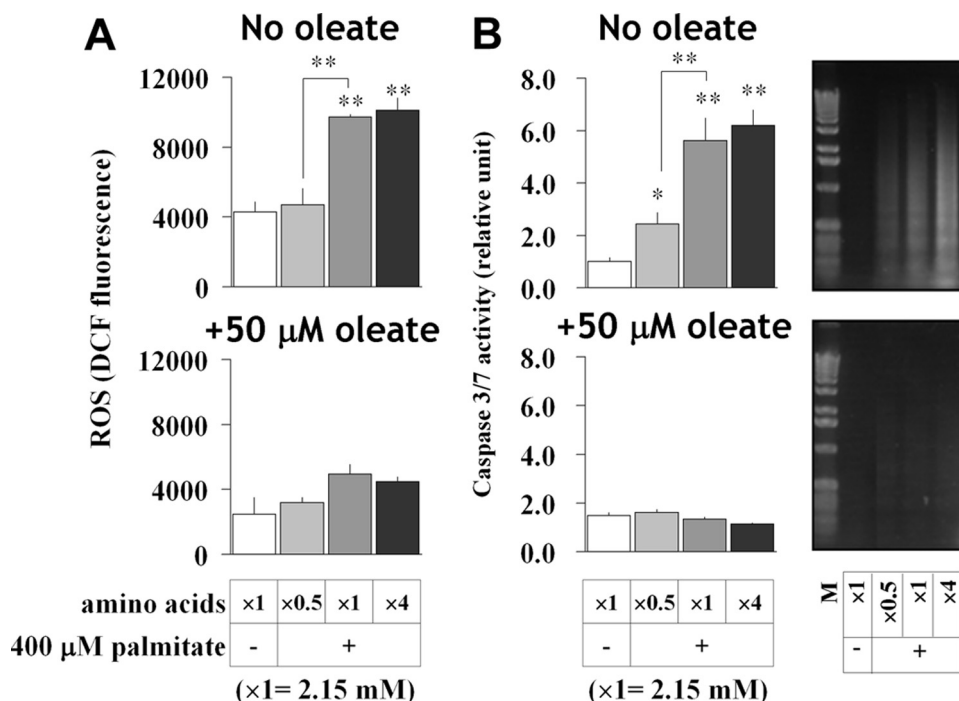 A
No oleate
**
12000
** **
10000
8000
4000
0
ROS (DCF fluorescence)
+50 µM oleate
12000
8000
4000
0
B
No oleate
**
8.0
** **
6.0
4.0
*
2.0
0.0
Caspase 3/7 activity (relative unit)
+50 µM oleate
8.0
6.0
4.0
2.0
0.0
amino acids ×1 ×0.5 ×1 ×4
400 µM palmitate - +
(×1= 2.15 mM)
×1 ×0.5 ×1 ×4
- +
(×1= 2.15 mM)
M ×1 ×0.5 ×1 ×4
- +